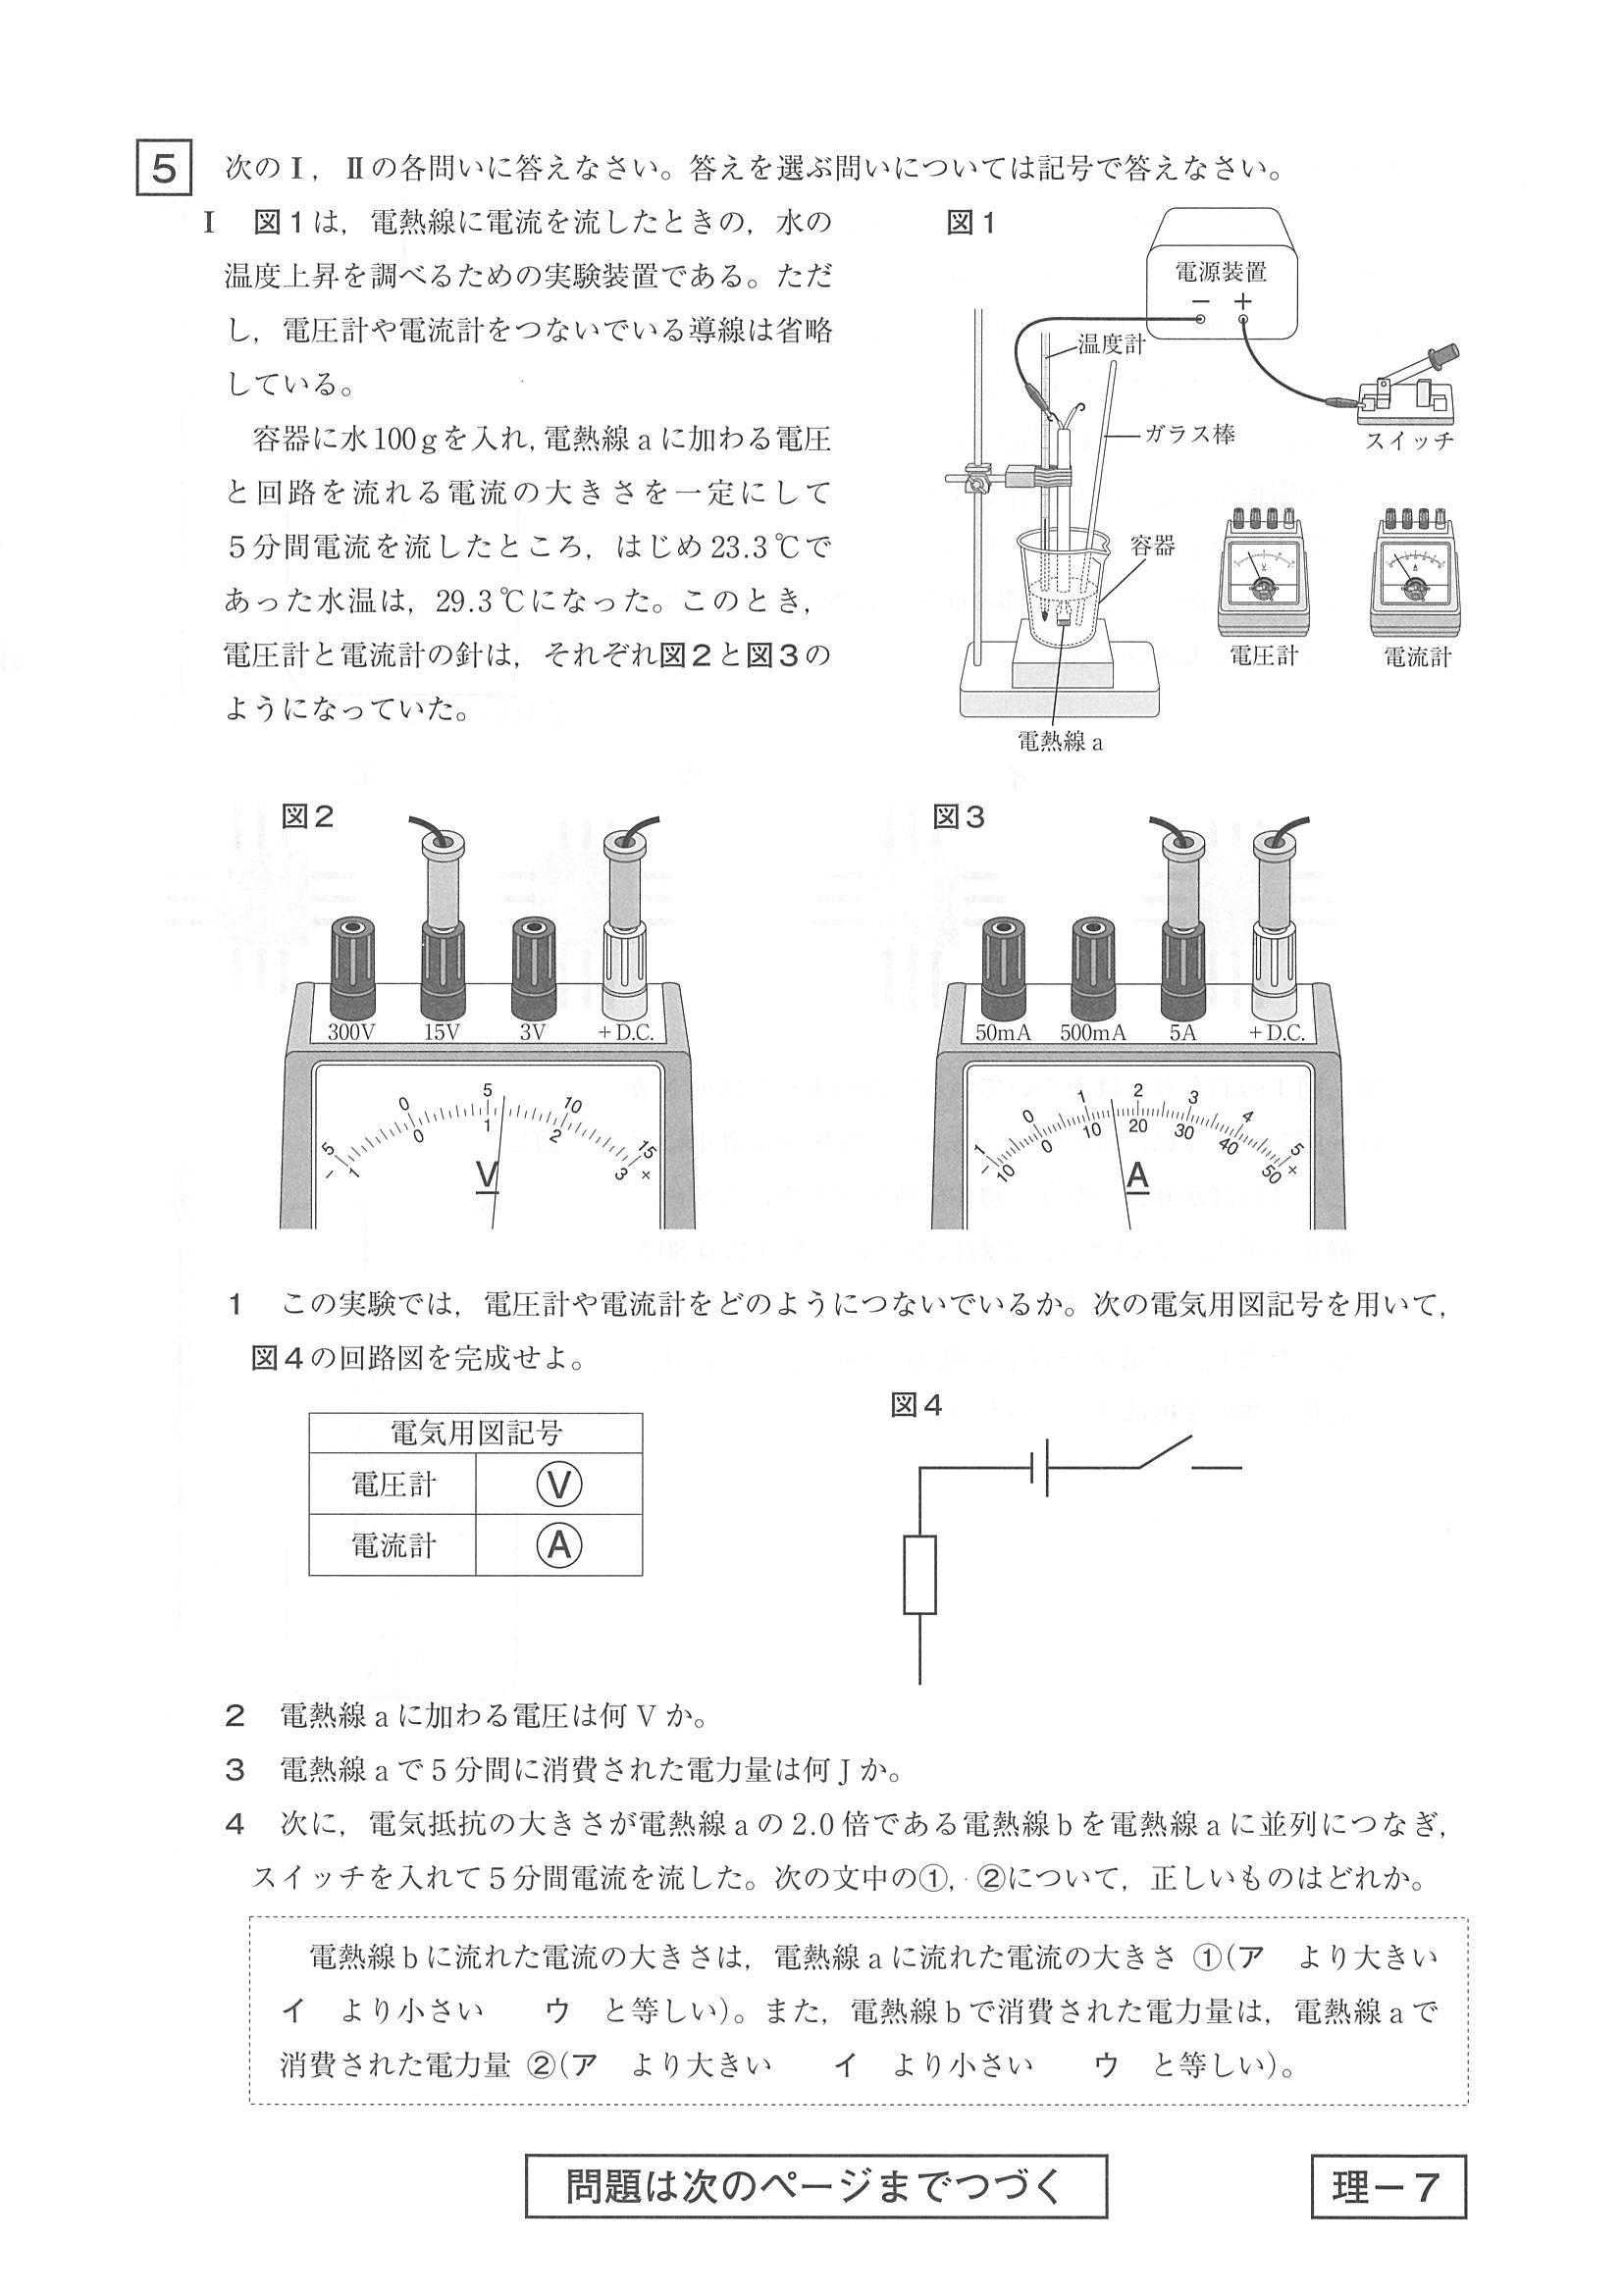 5 次のⅠ,Ⅱの各問いに答えなさい。答えを選ぶ問いについては記号で答えなさい。
Ⅰ 図1は,電熱線に電流を流したときの,水の
温度上昇を調べるための実験装置である。ただ
し,電圧計や電流計をつないでいる導線は省略
している。
容器に水100gを入れ,電熱線aに加わる電圧
と回路を流れる電流の大きさを一定にして
5分間電流を流したところ,はじめ23.3℃で
あった水温は,29.3℃になった。このとき,
電圧計と電流計の針は,それぞれ図2と図3の
ようになっていた。
図1
電源装置
− +
温度計
ガラス棒
スイッチ
容器
電圧計
電流計
電熱線a
図2
300V 15V 3V +D.C.
5 0 5 10 15
− 1 0 1 2 3 +
V
図3
50mA 500mA 5A +D.C.
1 0 1 2 3 4 5
− 10 0 10 20 30 40 50 +
A
1 この実験では,電圧計や電流計をどのようにつないでいるか。次の電気用図記号を用いて,
図4の回路図を完成せよ。
電気用図記号
電圧計 V
電流計 A
図4
2 電熱線aに加わる電圧は何Vか。
3 電熱線aで5分間に消費された電力量は何Jか。
4 次に,電気抵抗の大きさが電熱線aの2.0倍である電熱線bを電熱線aに並列につなぎ,
スイッチを入れて5分間電流を流した。次の文中の①,②について,正しいものはどれか。
電熱線bに流れた電流の大きさは,電熱線aに流れた電流の大きさ ①(ア より大きい
イ より小さい ウ と等しい)。また,電熱線bで消費された電力量は,電熱線aで
消費された電力量 ②(ア より大きい イ より小さい ウ と等しい)。
問題は次のページまでつづく
理−7